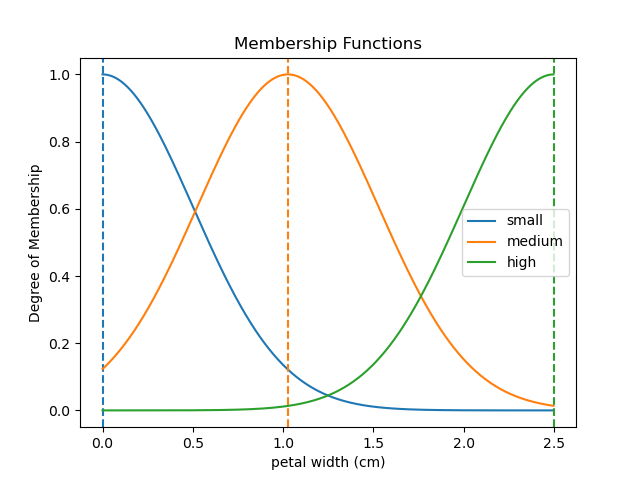 Membership Functions
1.0
0.8
0.6
0.4
0.2
0.0
Degree of Membership
small
medium
high
0.0 0.5 1.0 1.5 2.0 2.5
petal width (cm)